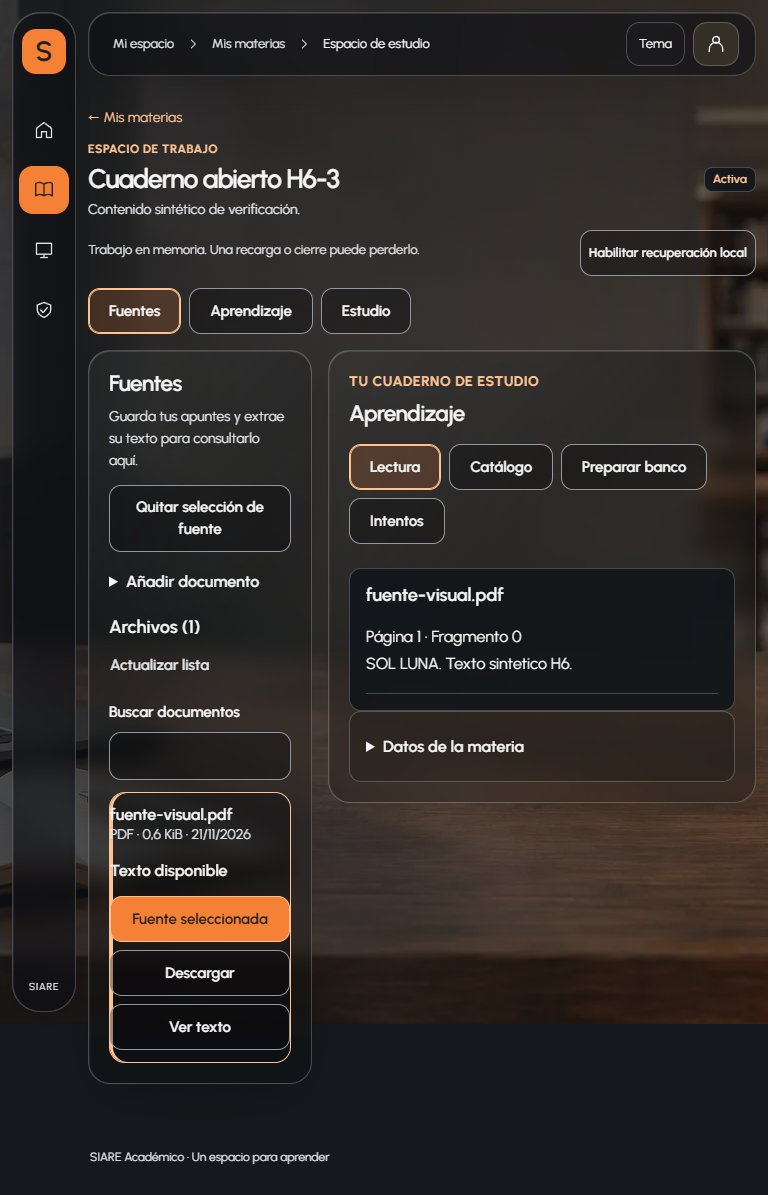 S
Mi espacio > Mis materias > Espacio de estudio
Tema
← Mis materias
ESPACIO DE TRABAJO
Cuaderno abierto H6-3
Activa
Contenido sintético de verificación.
Trabajo en memoria. Una recarga o cierre puede perderlo.
Habilitar recuperación local
Fuentes
Aprendizaje
Estudio
Fuentes
Guarda tus apuntes y extrae
su texto para consultarlo
aquí.
Quitar selección de
fuente
Añadir documento
Archivos (1)
Actualizar lista
Buscar documentos
fuente-visual.pdf
PDF · 0,6 KiB · 21/11/2026
Texto disponible
Fuente seleccionada
Descargar
Ver texto
TU CUADERNO DE ESTUDIO
Aprendizaje
Lectura
Catálogo
Preparar banco
Intentos
fuente-visual.pdf
Página 1 · Fragmento 0
SOL LUNA. Texto sintetico H6.
Datos de la materia
SIARE
SIARE Académico · Un espacio para aprender